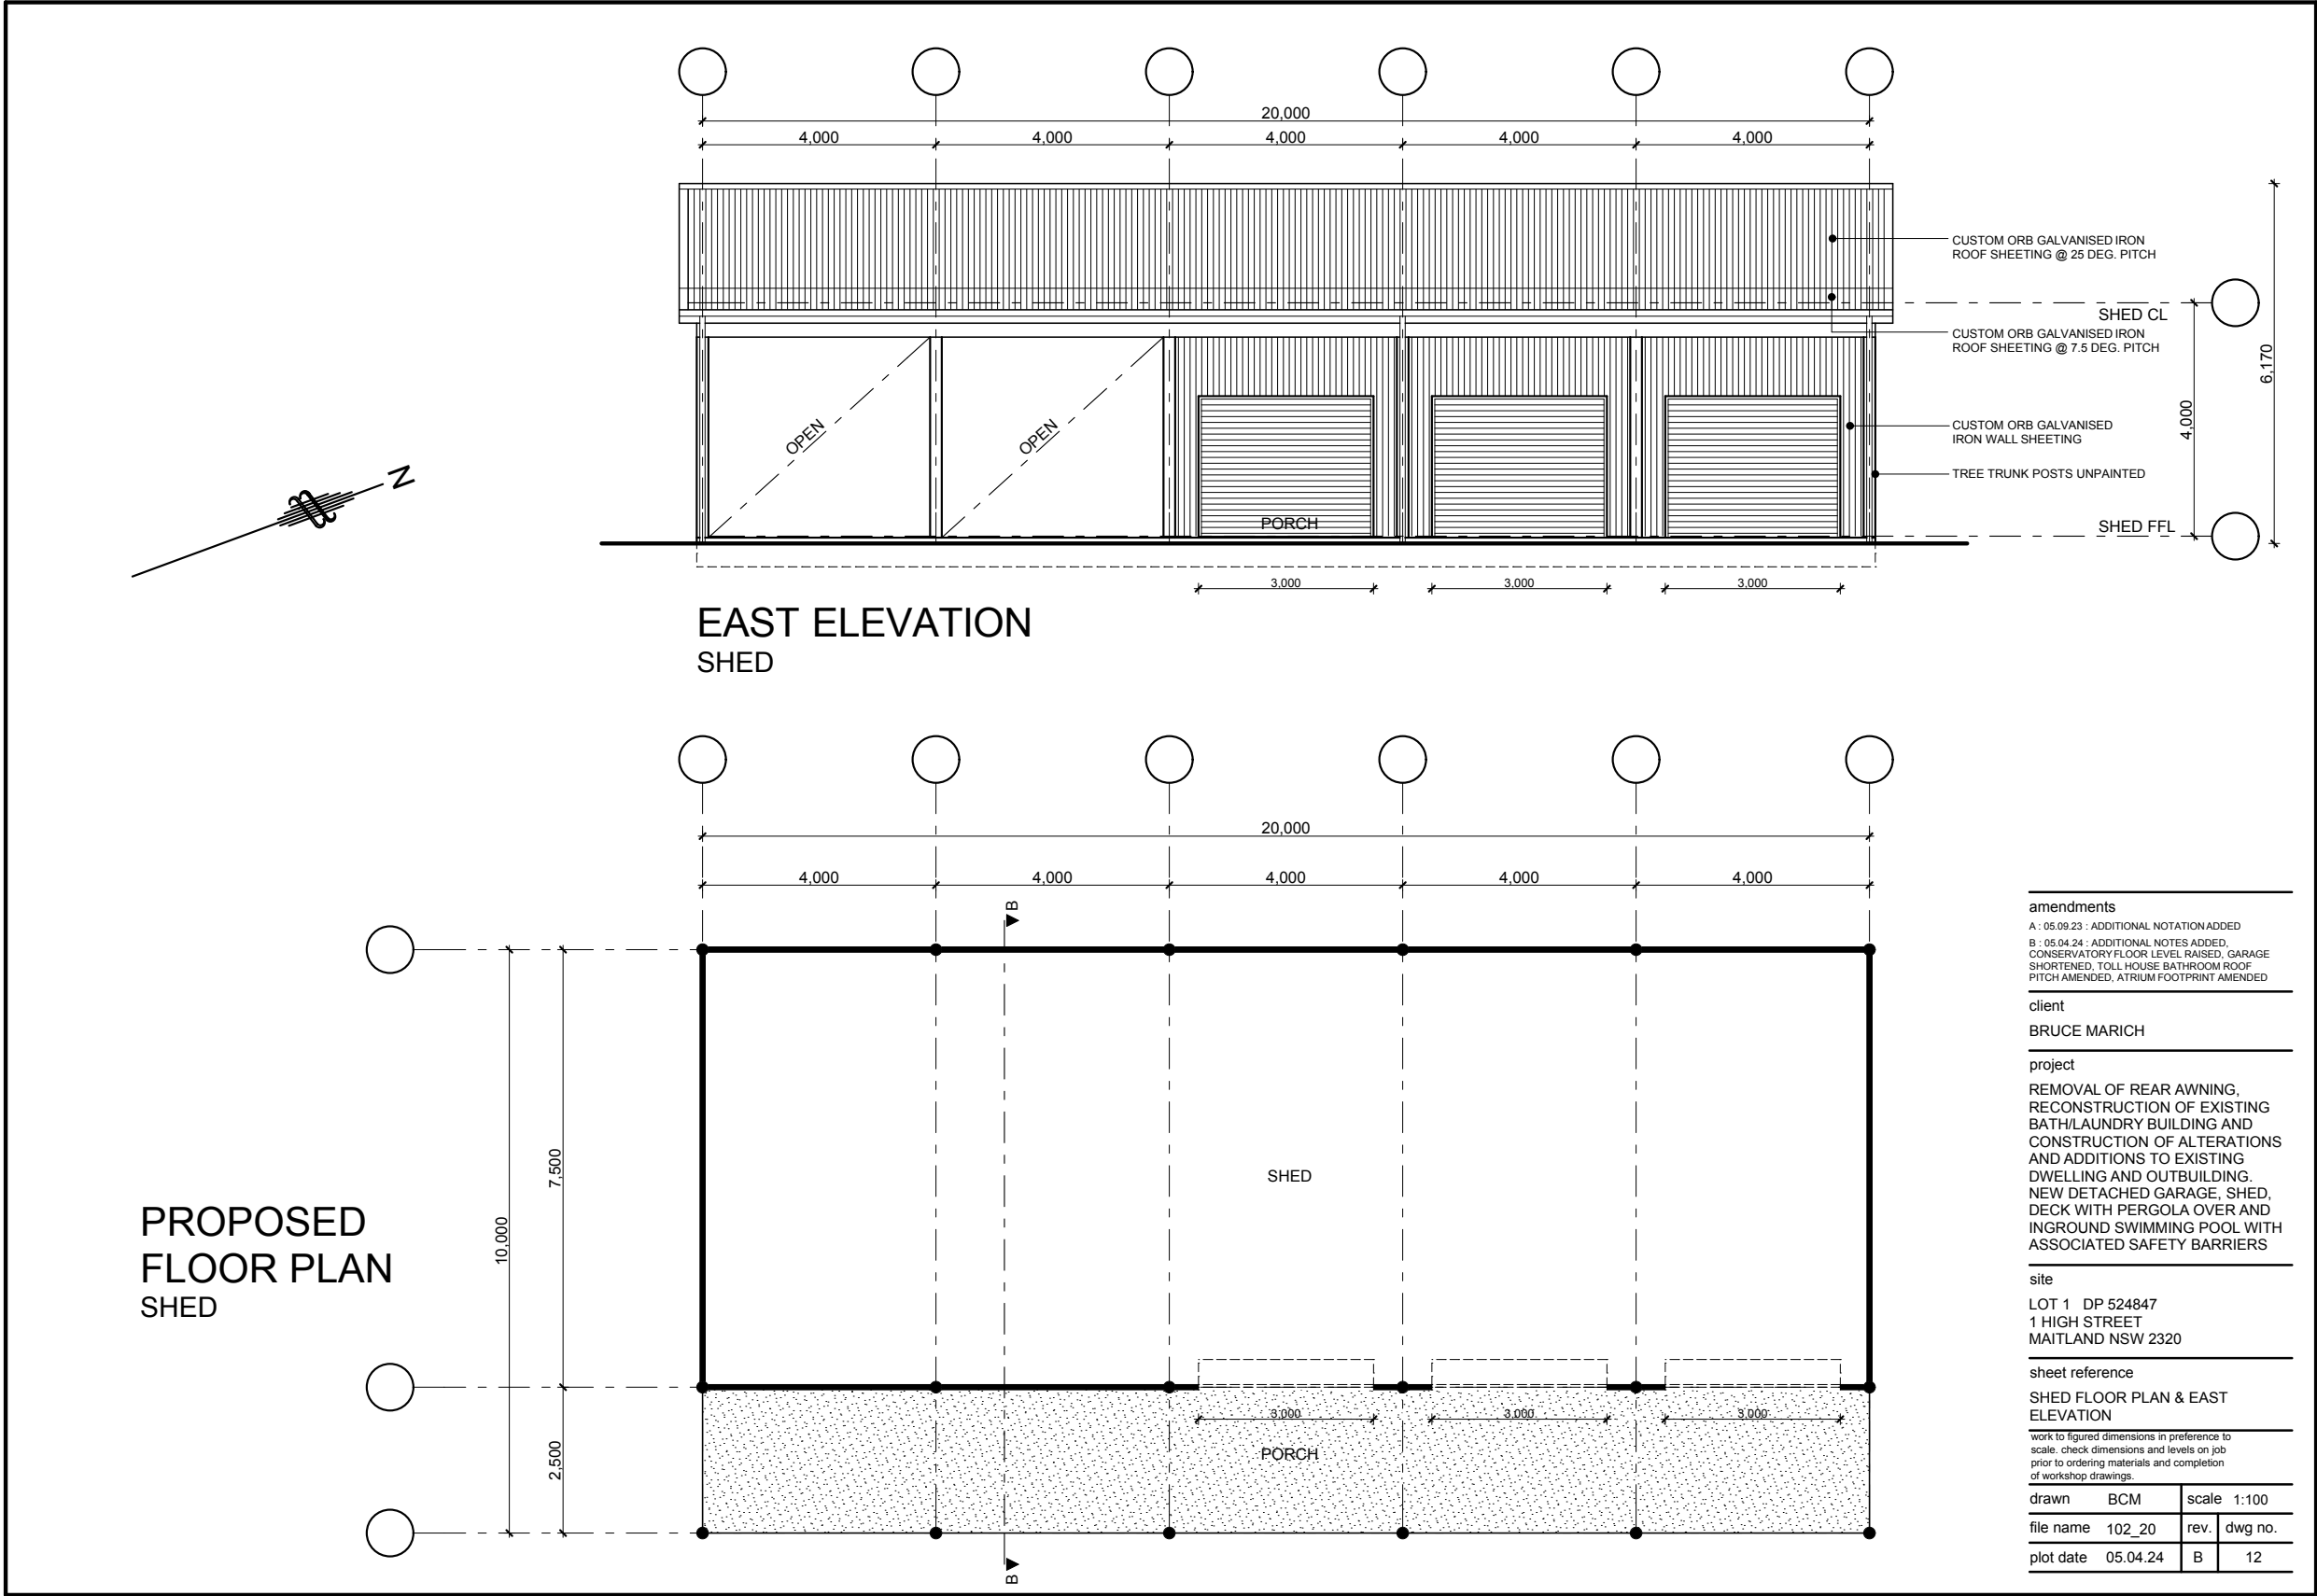 20,000
4,000 4,000 4,000 4,000 4,000
CUSTOM ORB GALVANISED IRON
ROOF SHEETING @ 25 DEG. PITCH
SHED CL
CUSTOM ORB GALVANISED IRON
ROOF SHEETING @ 7.5 DEG. PITCH
6,170
4,000
OPEN
OPEN
CUSTOM ORB GALVANISED
IRON WALL SHEETING
TREE TRUNK POSTS UNPAINTED
N
PORCH
SHED FFL
3,000 3,000 3,000
EAST ELEVATION
SHED
20,000
4,000 4,000 4,000 4,000 4,000
B
10,000
7,500
2,500
SHED
PROPOSED
FLOOR PLAN
SHED
3,000 3,000 3,000
PORCH
B
amendments
A : 05.09.23 : ADDITIONAL NOTATION ADDED
B : 05.04.24 : ADDITIONAL NOTES ADDED,
CONSERVATORY FLOOR LEVEL RAISED, GARAGE
SHORTENED, TOLL HOUSE BATHROOM ROOF
PITCH AMENDED, ATRIUM FOOTPRINT AMENDED
client
BRUCE MARICH
project
REMOVAL OF REAR AWNING,
RECONSTRUCTION OF EXISTING
BATH/LAUNDRY BUILDING AND
CONSTRUCTION OF ALTERATIONS
AND ADDITIONS TO EXISTING
DWELLING AND OUTBUILDING.
NEW DETACHED GARAGE, SHED,
DECK WITH PERGOLA OVER AND
INGROUND SWIMMING POOL WITH
ASSOCIATED SAFETY BARRIERS
site
LOT 1 DP 524847
1 HIGH STREET
MAITLAND NSW 2320
sheet reference
SHED FLOOR PLAN & EAST
ELEVATION
work to figured dimensions in preference to
scale. check dimensions and levels on job
prior to ordering materials and completion
of workshop drawings.
drawn BCM scale 1:100
file name 102_20 rev. dwg no.
plot date 05.04.24 B 12